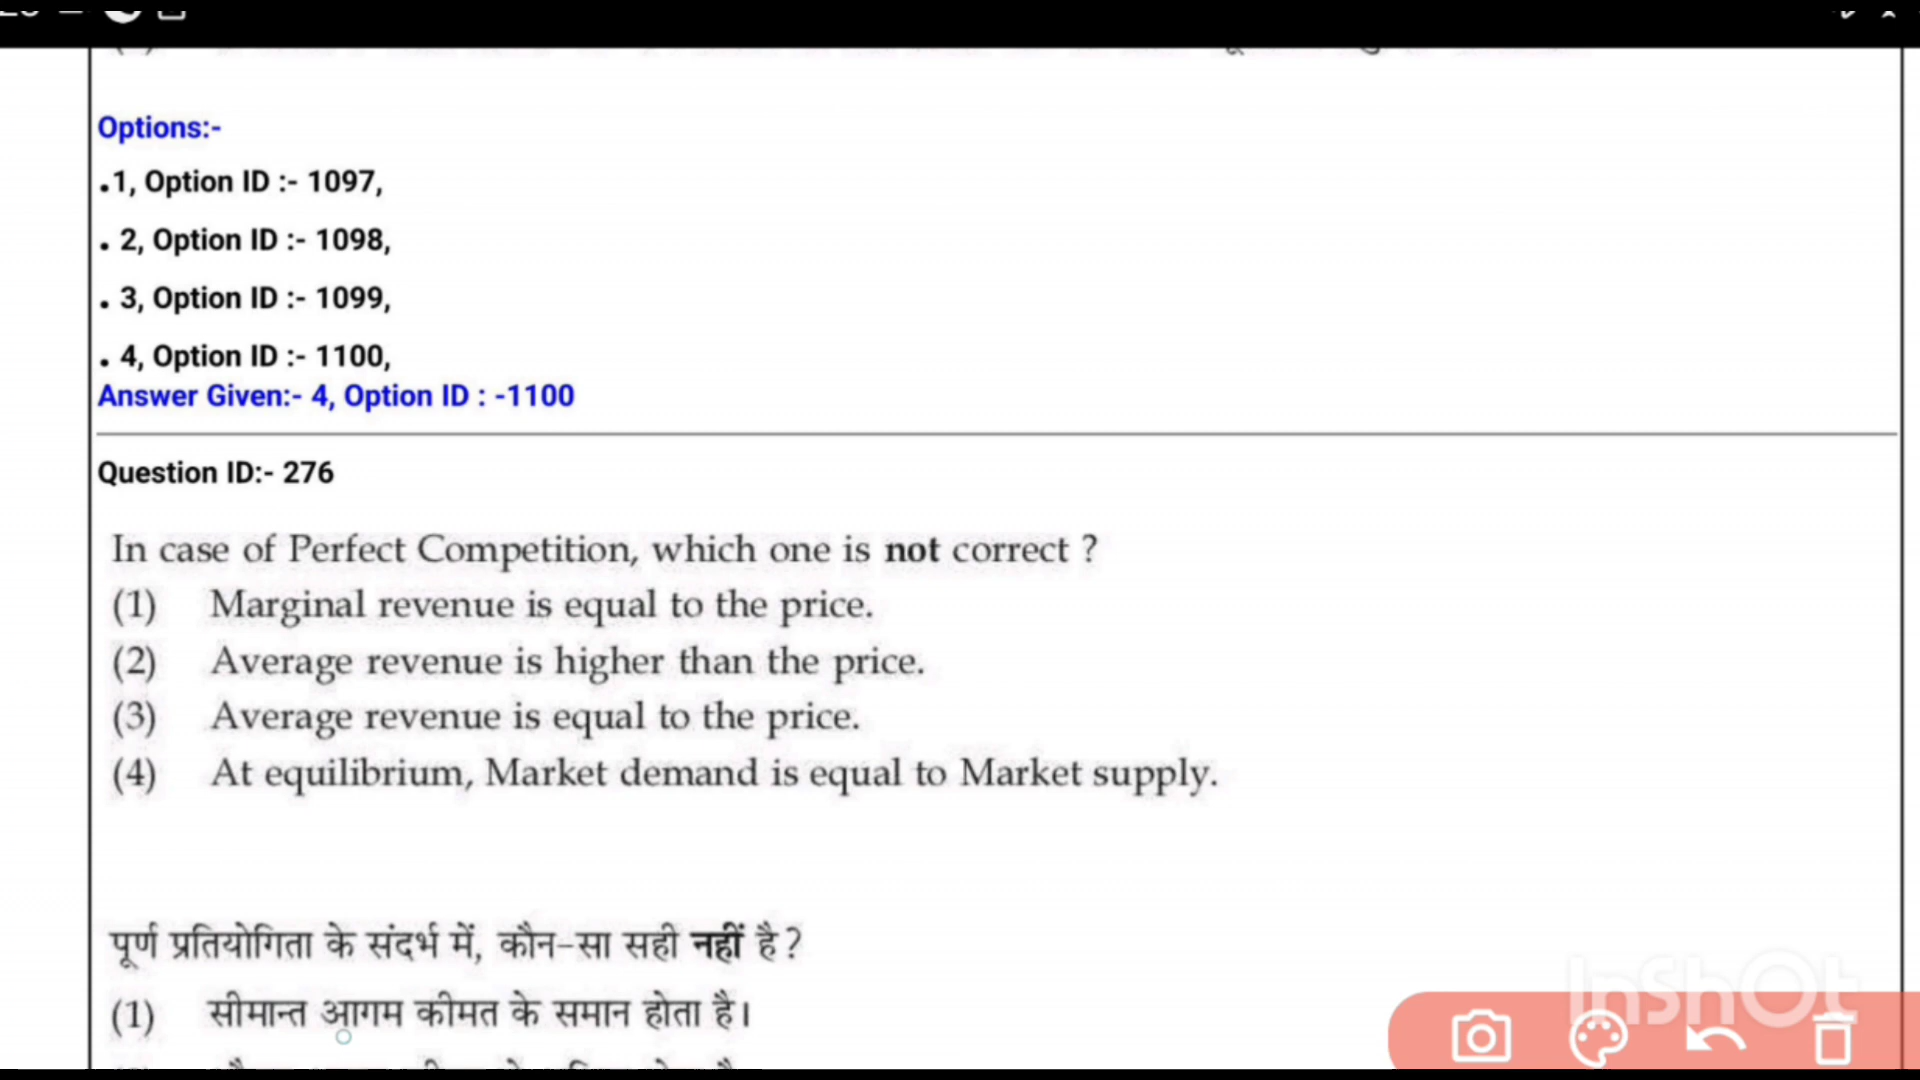 Options:-
.1, Option ID :- 1097,
. 2, Option ID :- 1098,
. 3, Option ID :- 1099,
. 4, Option ID :- 1100,
Answer Given:- 4, Option ID : -1100
Question ID:- 276
In case of Perfect Competition, which one is not correct ?
(1) Marginal revenue is equal to the price.
(2) Average revenue is higher than the price.
(3) Average revenue is equal to the price.
(4) At equilibrium, Market demand is equal to Market supply.
पूर्ण प्रतियोगिता के संदर्भ में, कौन-सा सही नहीं है?
(1) सीमान्त आगम कीमत के समान होता है।
InShOt